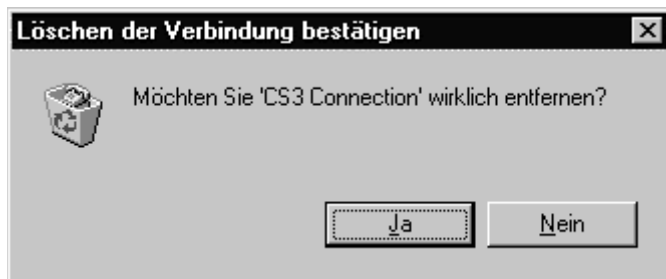 Löschen der Verbindung bestätigen
Möchten Sie 'CS3 Connection' wirklich entfernen?
Ja
Nein